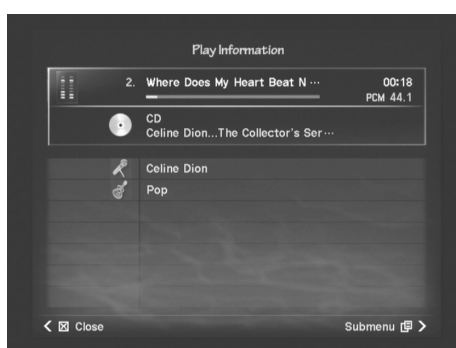 Play Information
2. Where Does My Heart Beat N ⋯ 00:18
PCM 44.1
CD
Celine Dion...The Collector's Ser⋯
Celine Dion
Pop
Close Submenu